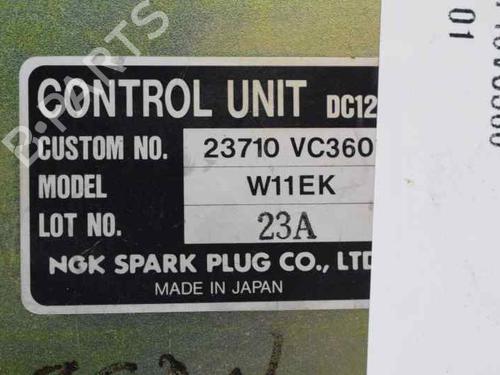 CONTROL UNIT DC12
CUSTOM NO. 23710 VC360
MODEL W11EK
LOT NO. 23A
NGK SPARK PLUG CO., LTD
MADE IN JAPAN
B-PARTS
01